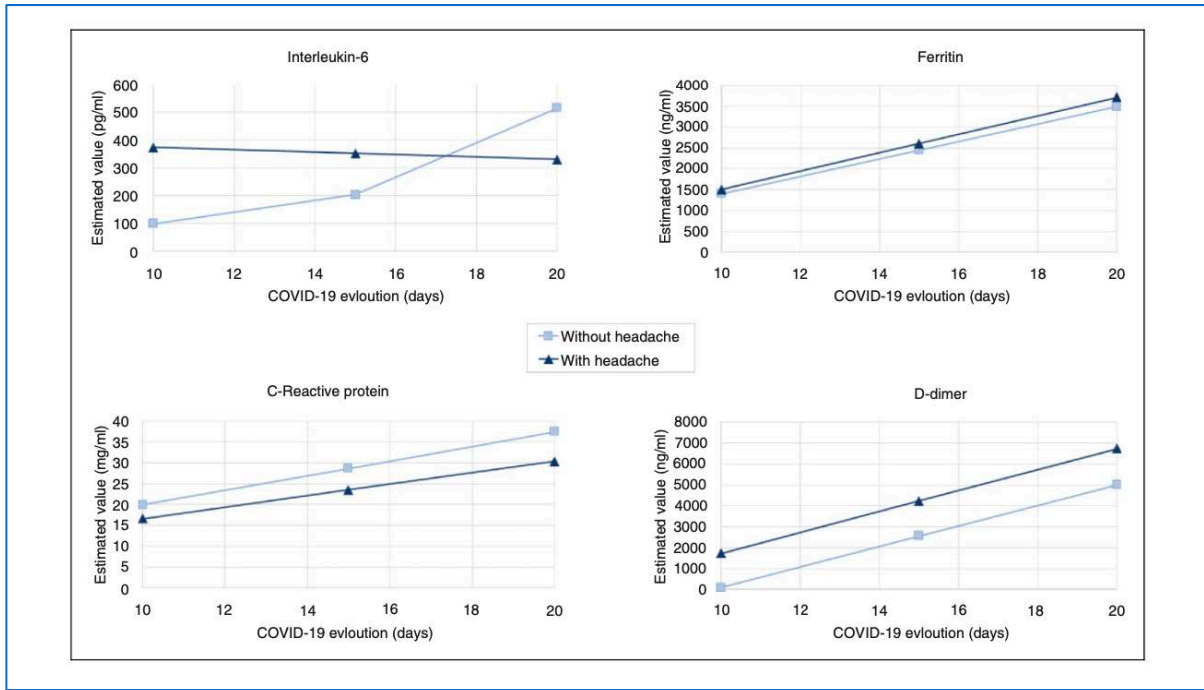 Interleukin-6
Estimated value (pg/ml)
600
500
400
300
200
100
0
10 12 14 16 18 20
COVID-19 evloution (days)
Ferritin
Estimated value (ng/ml)
4000
3500
3000
2500
2000
1500
1000
500
0
10 12 14 16 18 20
COVID-19 evloution (days)
Without headache
With headache
C-Reactive protein
Estimated value (mg/ml)
40
35
30
25
20
15
10
5
0
10 12 14 16 18 20
COVID-19 evloution (days)
D-dimer
Estimated value (ng/ml)
8000
7000
6000
5000
4000
3000
2000
1000
0
10 12 14 16 18 20
COVID-19 evloution (days)